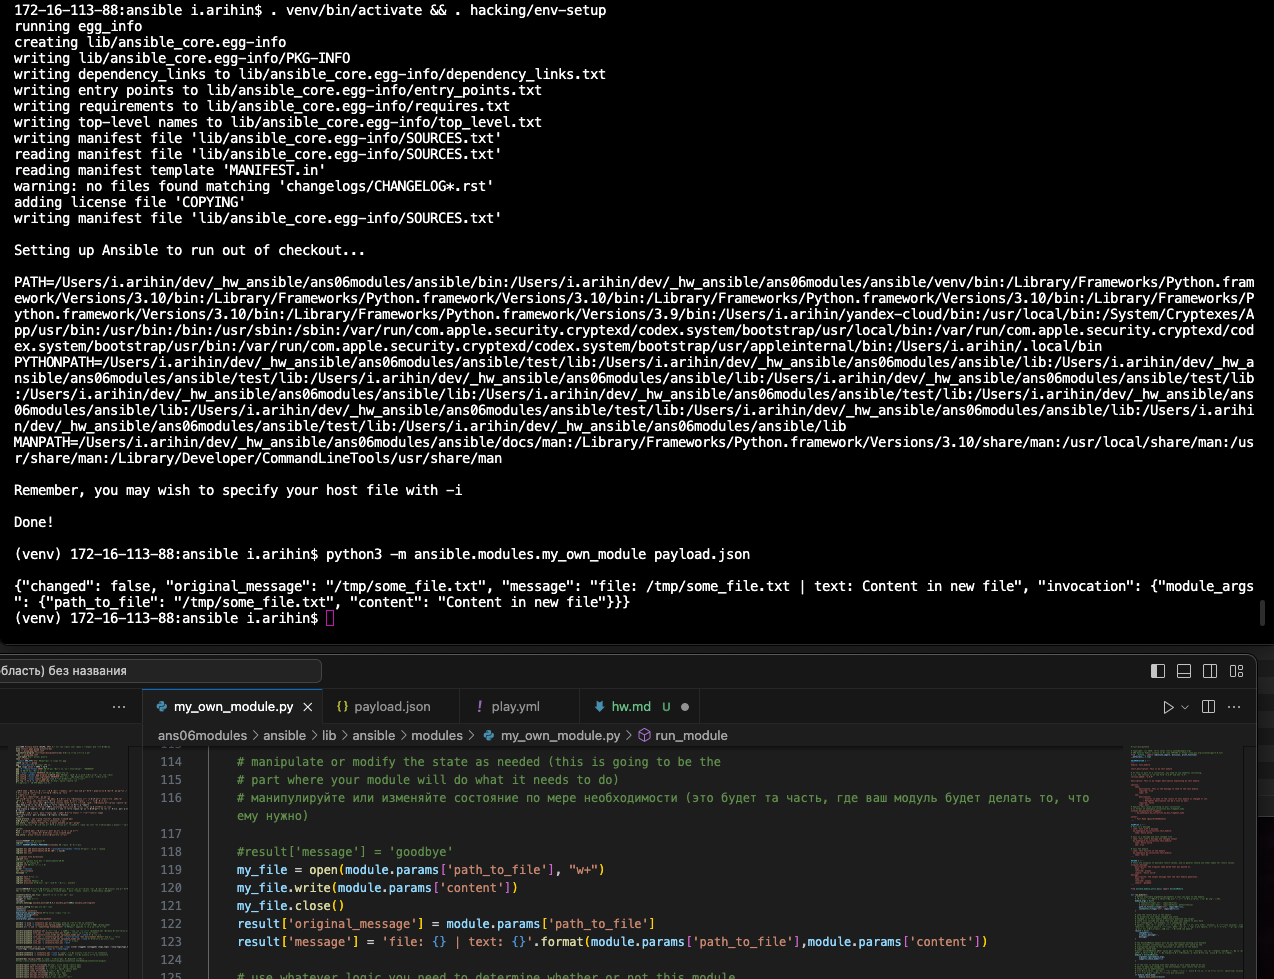 172-16-113-88:ansible i.arihin$ . venv/bin/activate && . hacking/env-setup
running egg_info
creating lib/ansible_core.egg-info
writing lib/ansible_core.egg-info/PKG-INFO
writing dependency_links to lib/ansible_core.egg-info/dependency_links.txt
writing entry points to lib/ansible_core.egg-info/entry_points.txt
writing requirements to lib/ansible_core.egg-info/requires.txt
writing top-level names to lib/ansible_core.egg-info/top_level.txt
writing manifest file 'lib/ansible_core.egg-info/SOURCES.txt'
reading manifest file 'lib/ansible_core.egg-info/SOURCES.txt'
reading manifest template 'MANIFEST.in'
warning: no files found matching 'changelogs/CHANGELOG*.rst'
adding license file 'COPYING'
writing manifest file 'lib/ansible_core.egg-info/SOURCES.txt'
Setting up Ansible to run out of checkout...
PATH=/Users/i.arihin/dev/_hw_ansible/ans06modules/ansible/bin:/Users/i.arihin/dev/_hw_ansible/ans06modules/ansible/venv/bin:/Library/Frameworks/Python.fram
ework/Versions/3.10/bin:/Library/Frameworks/Python.framework/Versions/3.10/bin:/Library/Frameworks/Python.framework/Versions/3.10/bin:/Library/Frameworks/P
ython.framework/Versions/3.10/bin:/Library/Frameworks/Python.framework/Versions/3.9/bin:/Users/i.arihin/yandex-cloud/bin:/usr/local/bin:/System/Cryptexes/A
pp/usr/bin:/usr/bin:/bin:/usr/sbin:/sbin:/var/run/com.apple.security.cryptexd/codex.system/bootstrap/usr/local/bin:/var/run/com.apple.security.cryptexd/cod
ex.system/bootstrap/usr/bin:/var/run/com.apple.security.cryptexd/codex.system/bootstrap/usr/appleinternal/bin:/Users/i.arihin/.local/bin
PYTHONPATH=/Users/i.arihin/dev/_hw_ansible/ans06modules/ansible/test/lib:/Users/i.arihin/dev/_hw_ansible/ans06modules/ansible/lib:/Users/i.arihin/dev/_hw_a
nsible/ans06modules/ansible/test/lib:/Users/i.arihin/dev/_hw_ansible/ans06modules/ansible/lib:/Users/i.arihin/dev/_hw_ansible/ans06modules/ansible/test/lib
:/Users/i.arihin/dev/_hw_ansible/ans06modules/ansible/lib:/Users/i.arihin/dev/_hw_ansible/ans06modules/ansible/test/lib:/Users/i.arihin/dev/_hw_ansible/ans
06modules/ansible/lib:/Users/i.arihin/dev/_hw_ansible/ans06modules/ansible/test/lib:/Users/i.arihin/dev/_hw_ansible/ans06modules/ansible/lib:/Users/i.arihi
n/dev/_hw_ansible/ans06modules/ansible/test/lib:/Users/i.arihin/dev/_hw_ansible/ans06modules/ansible/lib
MANPATH=/Users/i.arihin/dev/_hw_ansible/ans06modules/ansible/docs/man:/Library/Frameworks/Python.framework/Versions/3.10/share/man:/usr/local/share/man:/us
r/share/man:/Library/Developer/CommandLineTools/usr/share/man
Remember, you may wish to specify your host file with -i
Done!
(venv) 172-16-113-88:ansible i.arihin$ python3 -m ansible.modules.my_own_module payload.json
{"changed": false, "original_message": "/tmp/some_file.txt", "message": "file: /tmp/some_file.txt | text: Content in new file", "invocation": {"module_args
": {"path_to_file": "/tmp/some_file.txt", "content": "Content in new file"}}}
(venv) 172-16-113-88:ansible i.arihin$
бласть) без названия
my_own_module.py payload.json play.yml hw.md U
ans06modules > ansible > lib > ansible > modules > my_own_module.py > run_module
114 # manipulate or modify the state as needed (this is going to be the
115 # part where your module will do what it needs to do)
116 # манипулируйте или изменяйте состояние по мере необходимости (это будет та часть, где ваш модуль будет делать то, что
ему нужно)
117
118 #result['message'] = 'goodbye'
119 my_file = open(module.params['path_to_file'], "w+")
120 my_file.write(module.params['content'])
121 my_file.close()
122 result['original_message'] = module.params['path_to_file']
123 result['message'] = 'file: {} | text: {}'.format(module.params['path_to_file'],module.params['content'])
124
125 # use whatever logic you need to determine whether or not this module